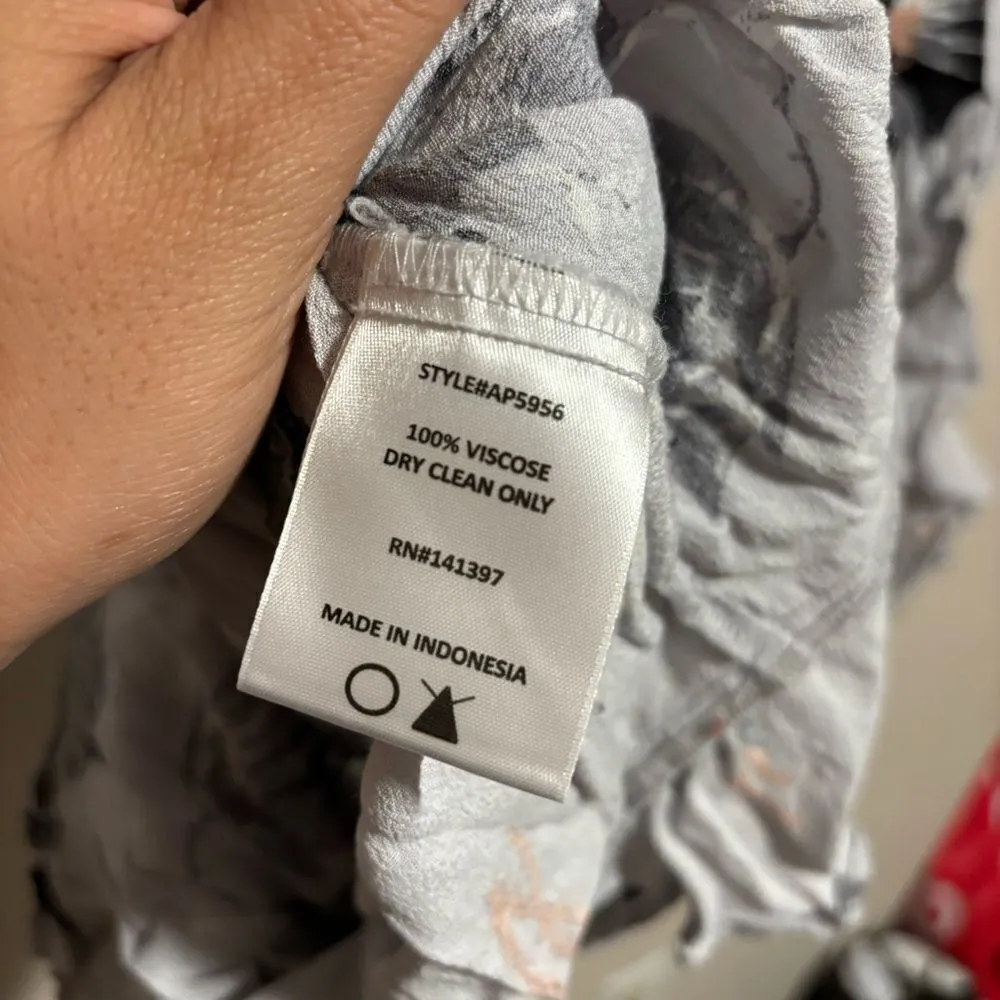 STYLE#AP5956
100% VISCOSE
DRY CLEAN ONLY
RN#141397
MADE IN INDONESIA